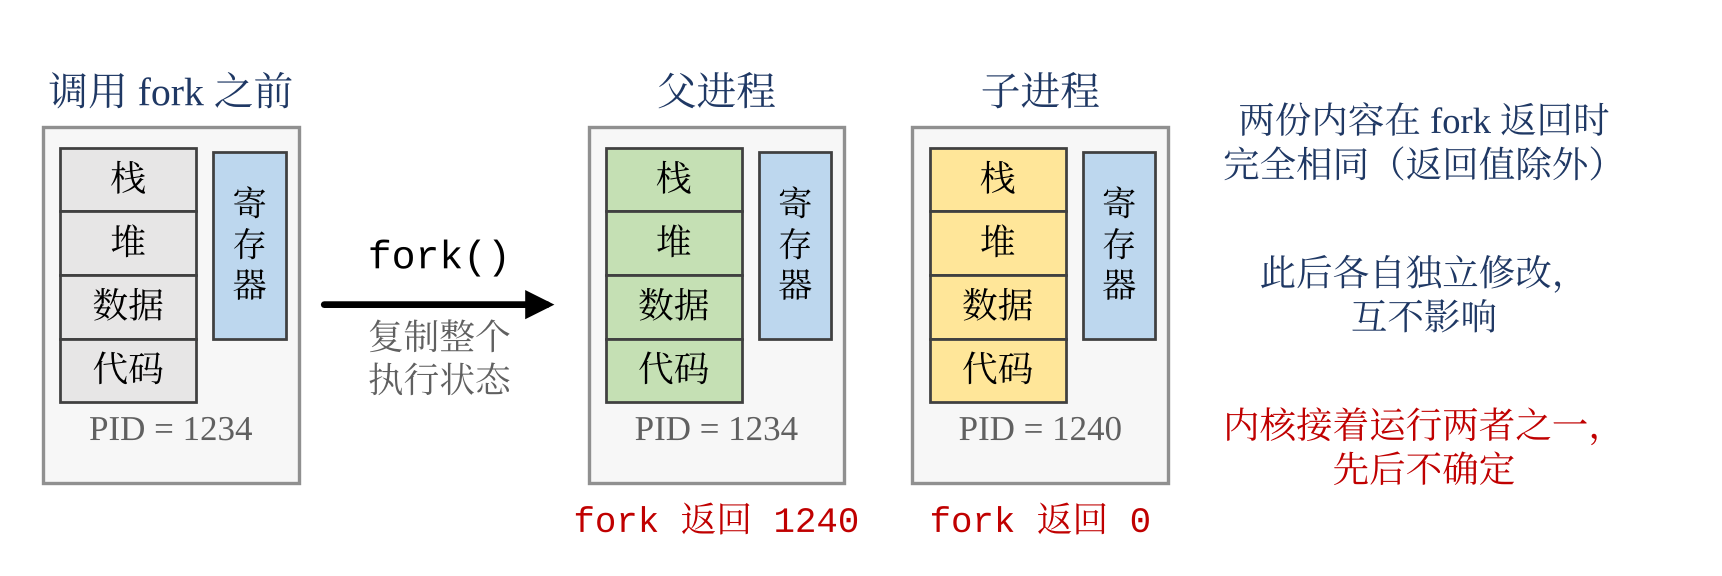 调用 fork 之前
栈
堆
数据
代码
寄
存
器
PID = 1234
fork()
复制整个
执行状态
父进程
栈
堆
数据
代码
寄
存
器
PID = 1234
fork 返回 1240
子进程
栈
堆
数据
代码
寄
存
器
PID = 1240
fork 返回 0
两份内容在 fork 返回时
完全相同（返回值除外）
此后各自独立修改，
互不影响
内核接着运行两者之一，
先后不确定